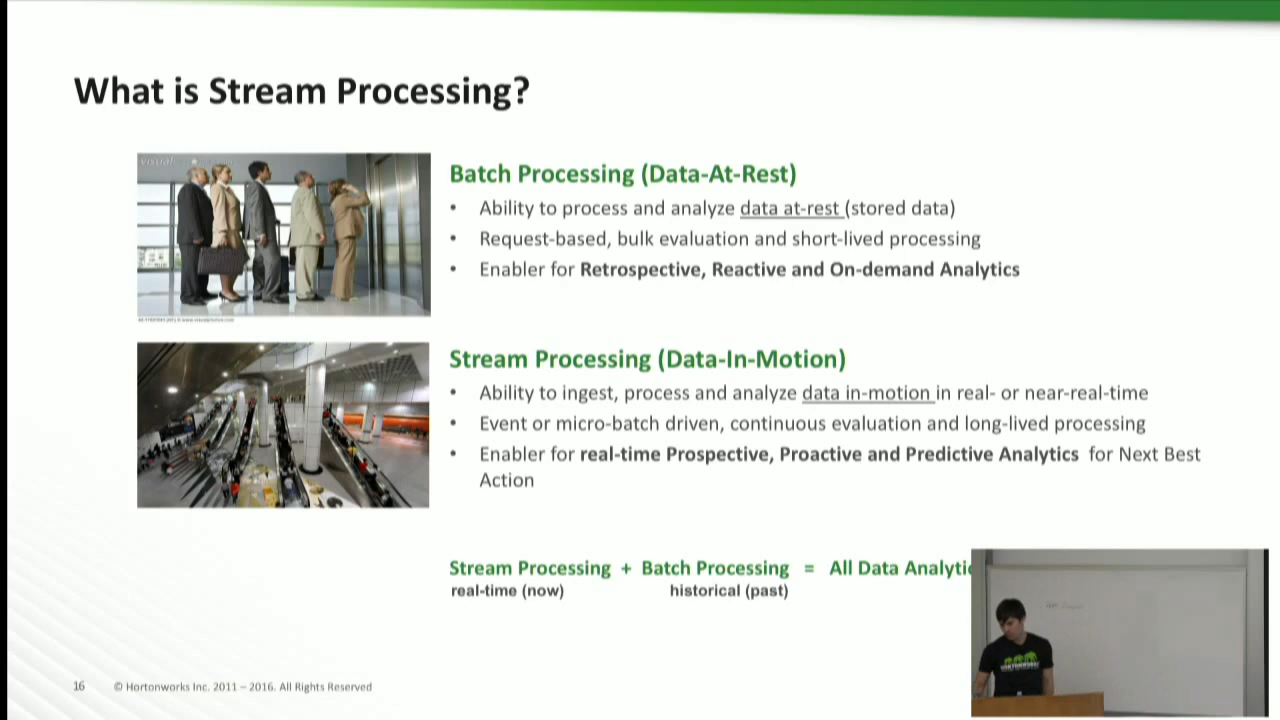 What is Stream Processing?
visual
Batch Processing (Data-At-Rest)
• Ability to process and analyze data at-rest (stored data)
• Request-based, bulk evaluation and short-lived processing
• Enabler for Retrospective, Reactive and On-demand Analytics
Stream Processing (Data-In-Motion)
• Ability to ingest, process and analyze data in-motion in real- or near-real-time
• Event or micro-batch driven, continuous evaluation and long-lived processing
• Enabler for real-time Prospective, Proactive and Predictive Analytics for Next Best
Action
Stream Processing + Batch Processing = All Data Analytic
real-time (now) historical (past)
HORTONWORKS
16 © Hortonworks Inc. 2011 – 2016. All Rights Reserved